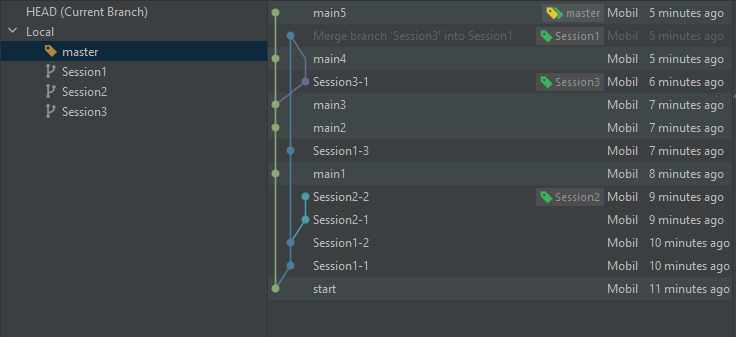 HEAD (Current Branch)
Local
master
Session1
Session2
Session3
main5 master Mobil 5 minutes ago
Merge branch 'Session3' into Session1 Session1 Mobil 5 minutes ago
main4 Mobil 5 minutes ago
Session3-1 Session3 Mobil 6 minutes ago
main3 Mobil 7 minutes ago
main2 Mobil 7 minutes ago
Session1-3 Mobil 7 minutes ago
main1 Mobil 8 minutes ago
Session2-2 Session2 Mobil 9 minutes ago
Session2-1 Mobil 9 minutes ago
Session1-2 Mobil 10 minutes ago
Session1-1 Mobil 10 minutes ago
start Mobil 11 minutes ago